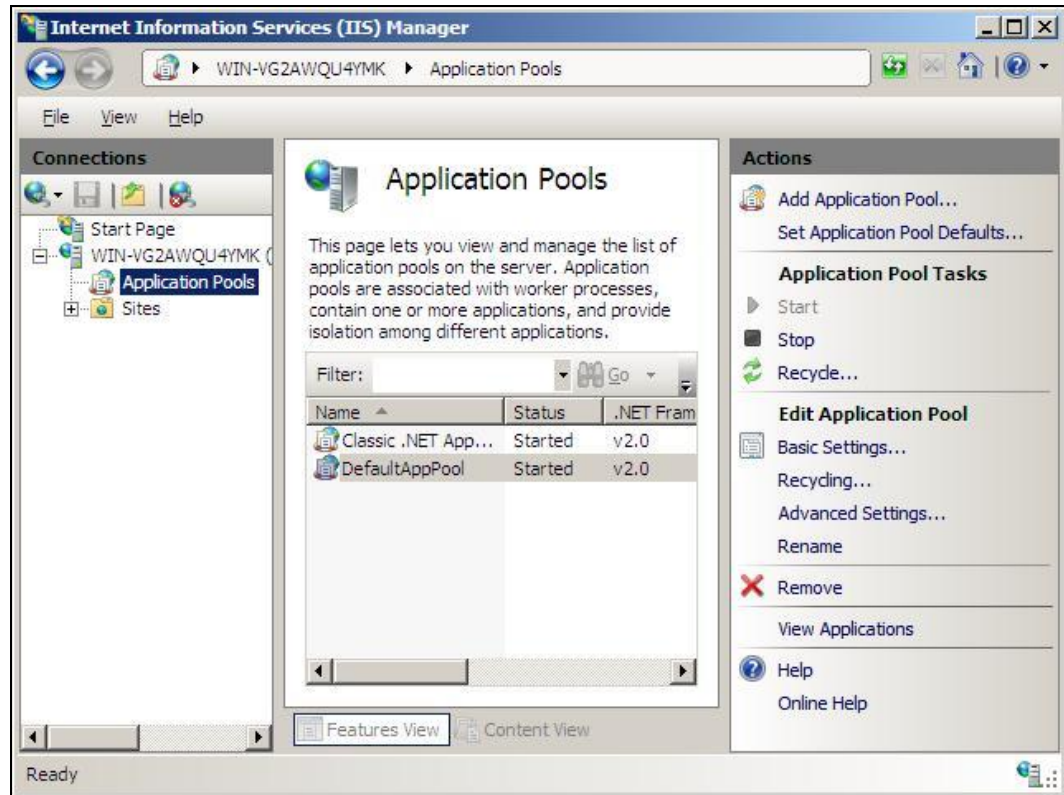 Internet Information Services (IIS) Manager
WIN-VG2AWQU4YMK
Application Pools
File View Help
Connections
Start Page
WIN-VG2AWQU4YMK (
Application Pools
Sites
Application Pools
This page lets you view and manage the list of
application pools on the server. Application
pools are associated with worker processes,
contain one or more applications, and provide
isolation among different applications.
Filter: Go
Name Status .NET Fram
Classic .NET App... Started v2.0
DefaultAppPool Started v2.0
Features View Content View
Actions
Add Application Pool...
Set Application Pool Defaults...
Application Pool Tasks
Start
Stop
Recycle...
Edit Application Pool
Basic Settings...
Recycling...
Advanced Settings...
Rename
Remove
View Applications
Help
Online Help
Ready